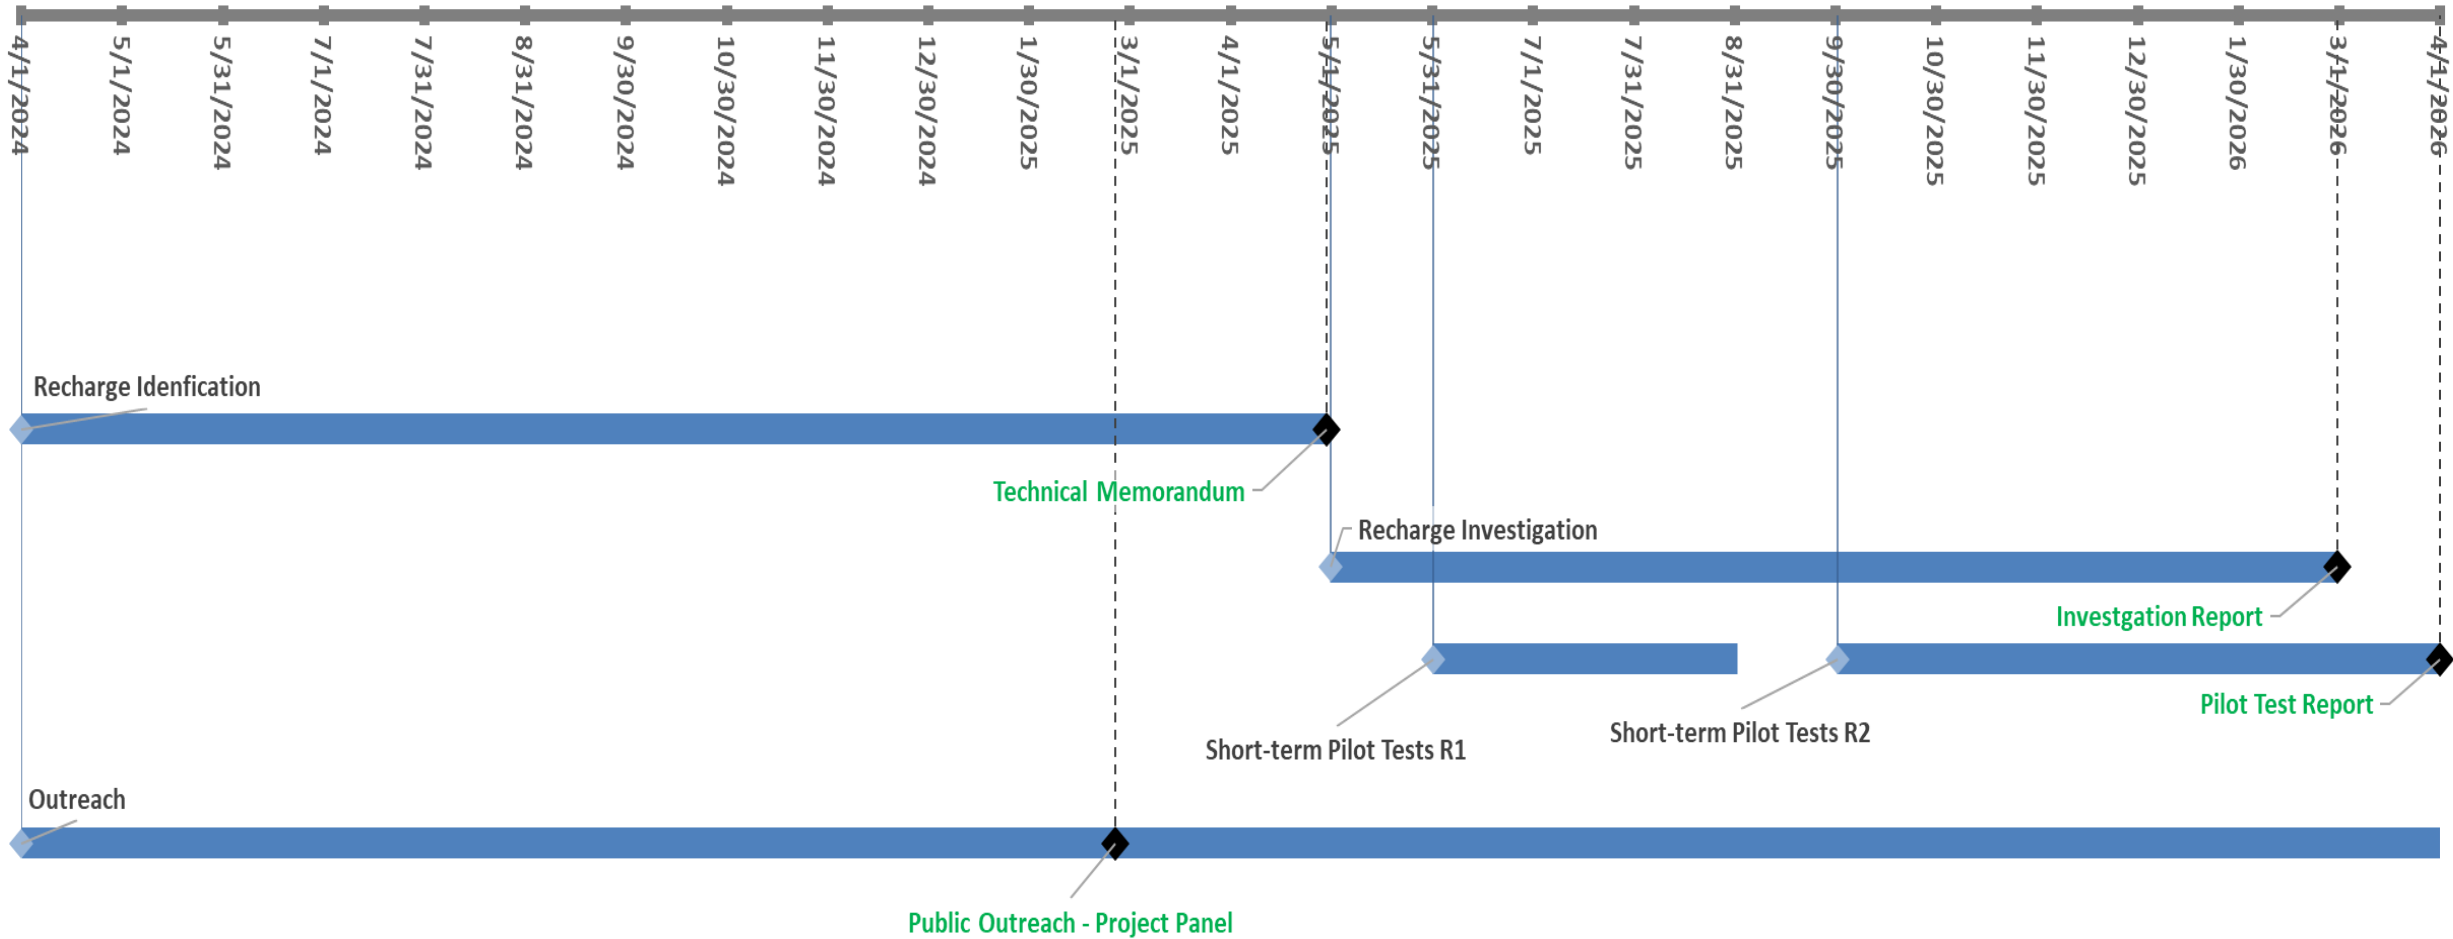 4/1/2024
5/1/2024
5/31/2024
7/1/2024
7/31/2024
8/31/2024
9/30/2024
10/30/2024
11/30/2024
12/30/2024
1/30/2025
3/1/2025
4/1/2025
5/1/2025
5/31/2025
7/1/2025
7/31/2025
8/31/2025
9/30/2025
10/30/2025
11/30/2025
12/30/2025
1/30/2026
3/1/2026
4/1/2026
Recharge Idenfication
Technical Memorandum
Recharge Investigation
Investgation Report
Pilot Test Report
Short-term Pilot Tests R1
Short-term Pilot Tests R2
Outreach
Public Outreach - Project Panel